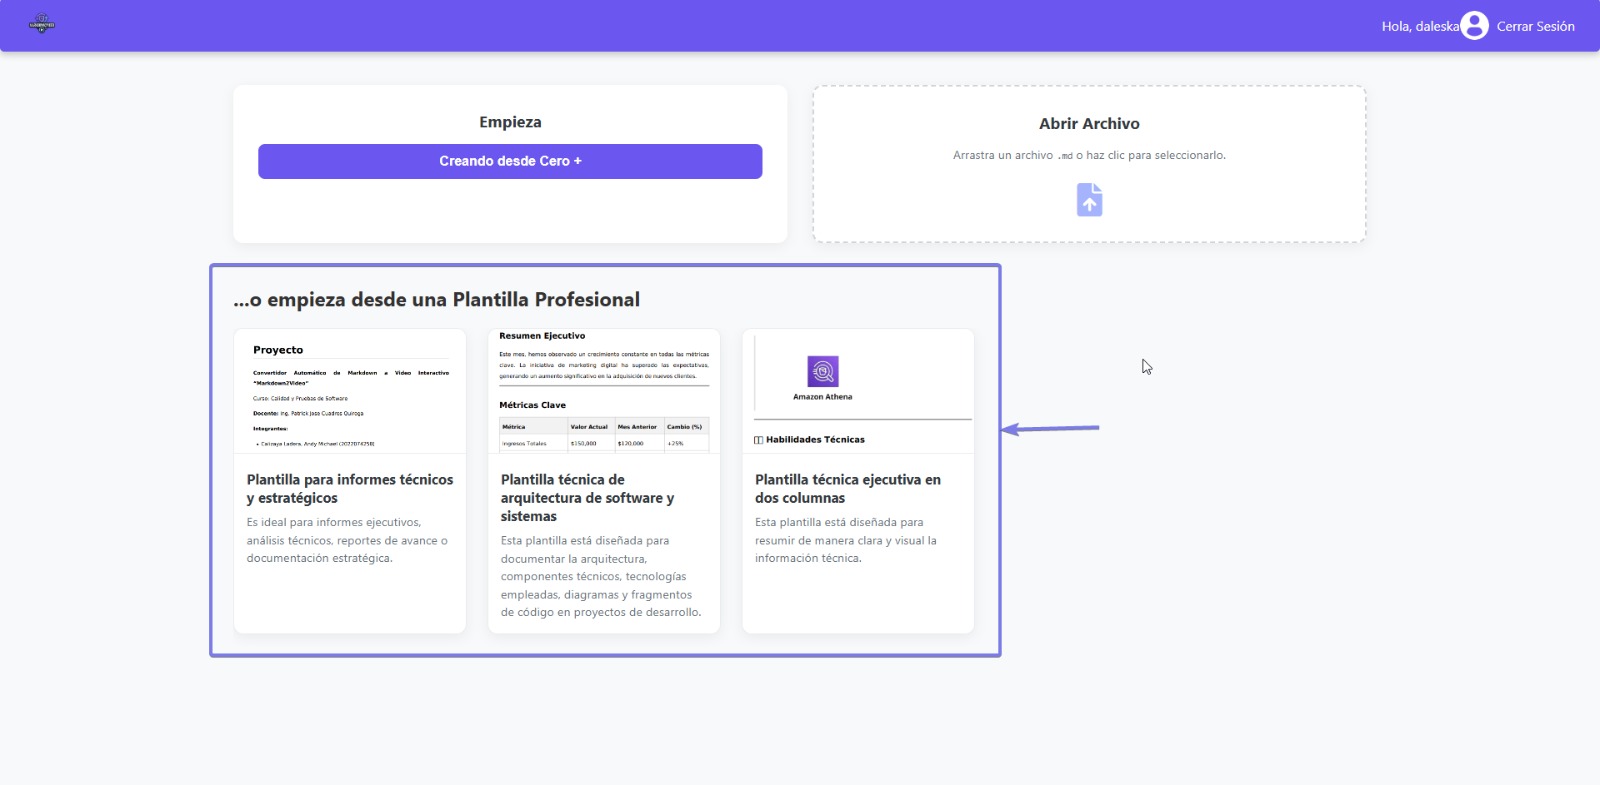 Hola, daleska
Cerrar Sesión
Empieza
Creando desde Cero +
Abrir Archivo
Arrastra un archivo .md o haz clic para seleccionarlo.
...o empieza desde una Plantilla Profesional
Proyecto
Convertidor Automático de Markdown a Video Interactivo
"Markdown2Video"
Curso: Calidad y Pruebas de Software
Docente: Ing. Patrick Jose Cuadros Quiroga
Integrantes:
Plantilla para informes técnicos
y estratégicos
Es ideal para informes ejecutivos,
análisis técnicos, reportes de avance o
documentación estratégica.
Resumen Ejecutivo
Este mes, hemos observado un crecimiento constante en todas las métricas
clave. La iniciativa de marketing digital ha superado las expectativas,
generando un aumento significativo en la adquisición de nuevos clientes.
Métricas Clave
Métrica Valor Actual Mes Anterior Cambio (%)
Ingresos Totales $150,000 $120,000 +25%
Plantilla técnica de
arquitectura de software y
sistemas
Esta plantilla está diseñada para
documentar la arquitectura,
componentes técnicos, tecnologías
empleadas, diagramas y fragmentos
de código en proyectos de desarrollo.
Amazon Athena
Habilidades Técnicas
Plantilla técnica ejecutiva en
dos columnas
Esta plantilla está diseñada para
resumir de manera clara y visual la
información técnica.